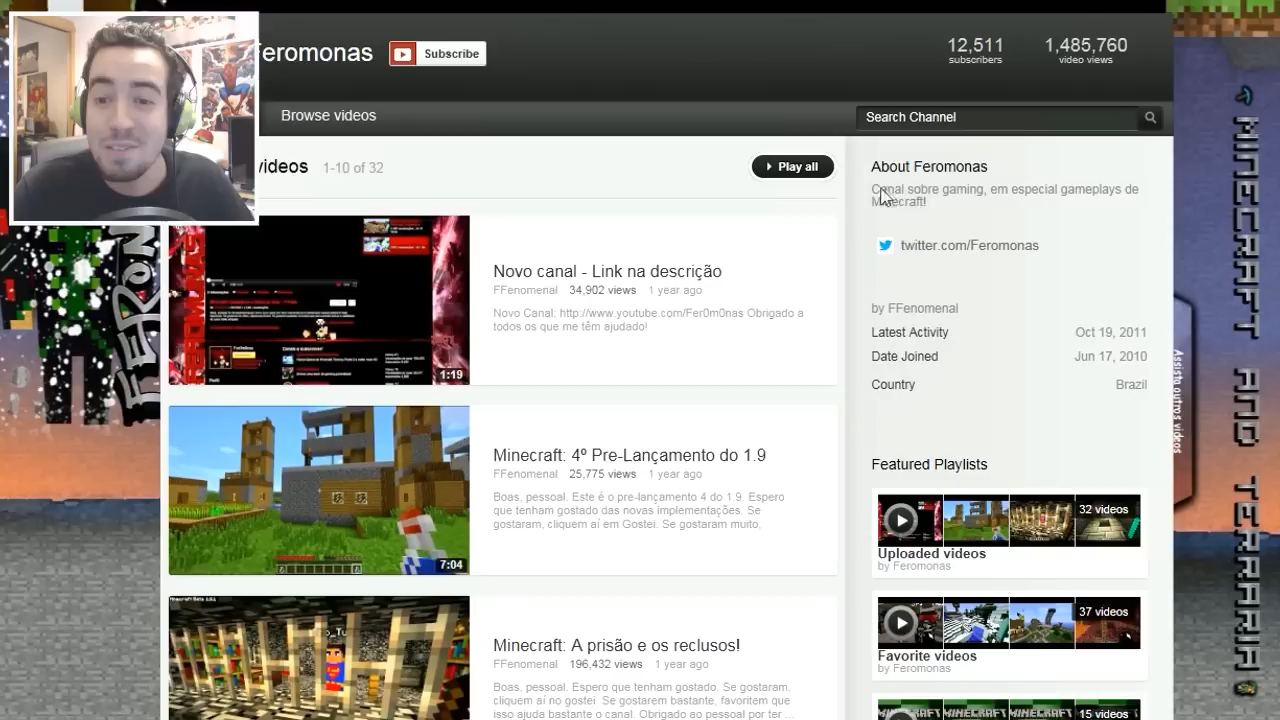 Feromonas
Subscribe
12,511
subscribers
1,485,760
video views
Browse videos
Search Channel
videos 1-10 of 32
Play all
About Feromonas
Canal sobre gaming, em especial gameplays de
Minecraft!
twitter.com/Feromonas
by FFenomenal
Latest Activity Oct 19, 2011
Date Joined Jun 17, 2010
Country Brazil
Novo canal - Link na descrição
FFenomenal 34,902 views 1 year ago
Novo Canal: http://www.youtube.com/Fer0m0nas Obrigado a
todos os que me têm ajudado
1:19
Minecraft: 4º Pre-Lançamento do 1.9
FFenomenal 25,775 views 1 year ago
Boas, pessoal. Este é o pre-lançamento 4 do 1.9. Espero
que tenham gostado das novas implementações. Se
gostaram, cliquem aí em Gostei. Se gostaram muito,
7:04
Minecraft: A prisão e os reclusos!
FFenomenal 196,432 views 1 year ago
Boas, pessoal. Espero que tenham gostado. Se gostaram,
cliquem aí no gostei. Se gostarem bastante, favoritem que
isso ajuda bastante o canal. Obrigado ao pessoal por ter ...
Featured Playlists
32 videos
Uploaded videos
by Feromonas
37 videos
Favorite videos
by Feromonas
15 videos
Assista outros vídeos
MINECRAFT AND TERRARIA!